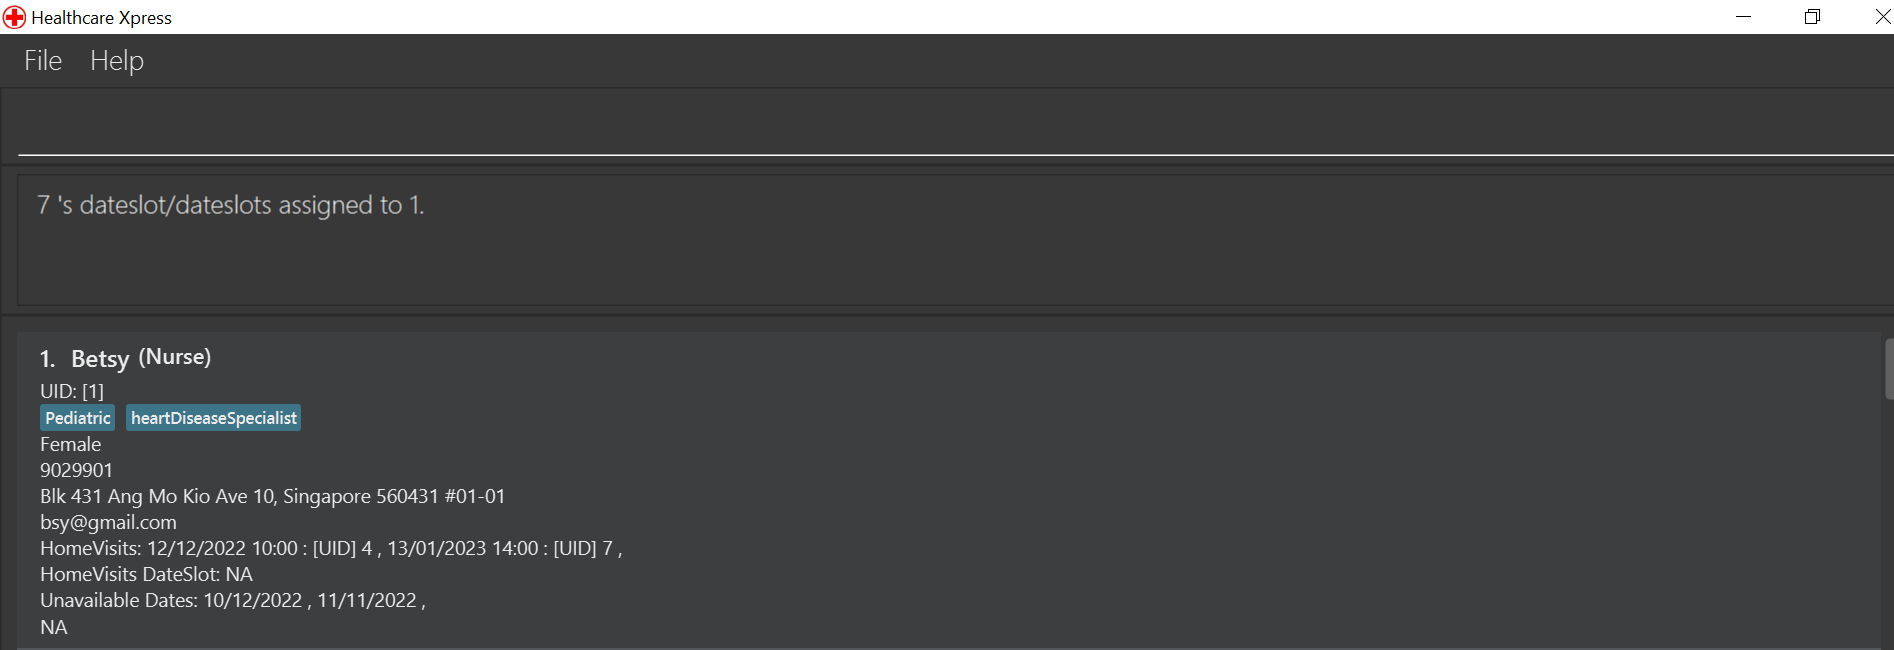 Healthcare Xpress
File Help
7 's dateslot/dateslots assigned to 1.
1. Betsy (Nurse)
UID: [1]
Pediatric heartDiseaseSpecialist
Female
9029901
Blk 431 Ang Mo Kio Ave 10, Singapore 560431 #01-01
bsy@gmail.com
HomeVisits: 12/12/2022 10:00 : [UID] 4 , 13/01/2023 14:00 : [UID] 7 ,
HomeVisits DateSlot: NA
Unavailable Dates: 10/12/2022 , 11/11/2022 ,
NA